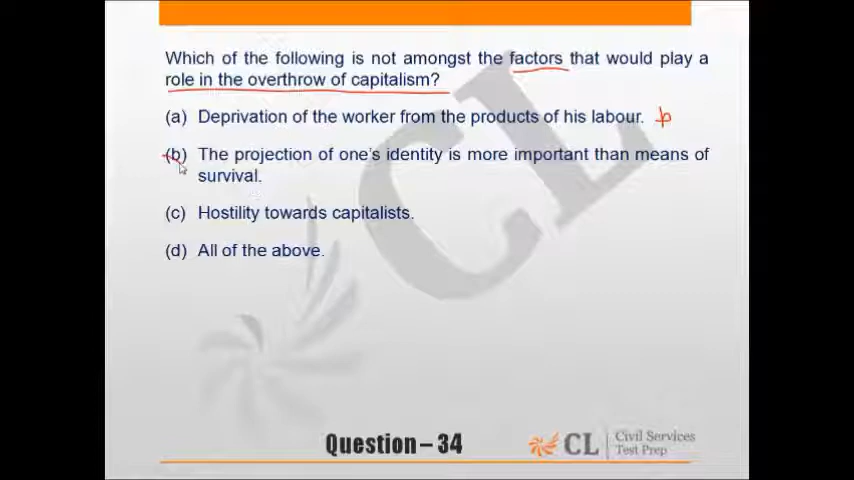 Which of the following is not amongst the factors that would play a
role in the overthrow of capitalism?
(a) Deprivation of the worker from the products of his labour. b
(b) The projection of one's identity is more important than means of
survival.
(c) Hostility towards capitalists.
(d) All of the above.
CL
Question – 34
CL Civil Services
Test Prep